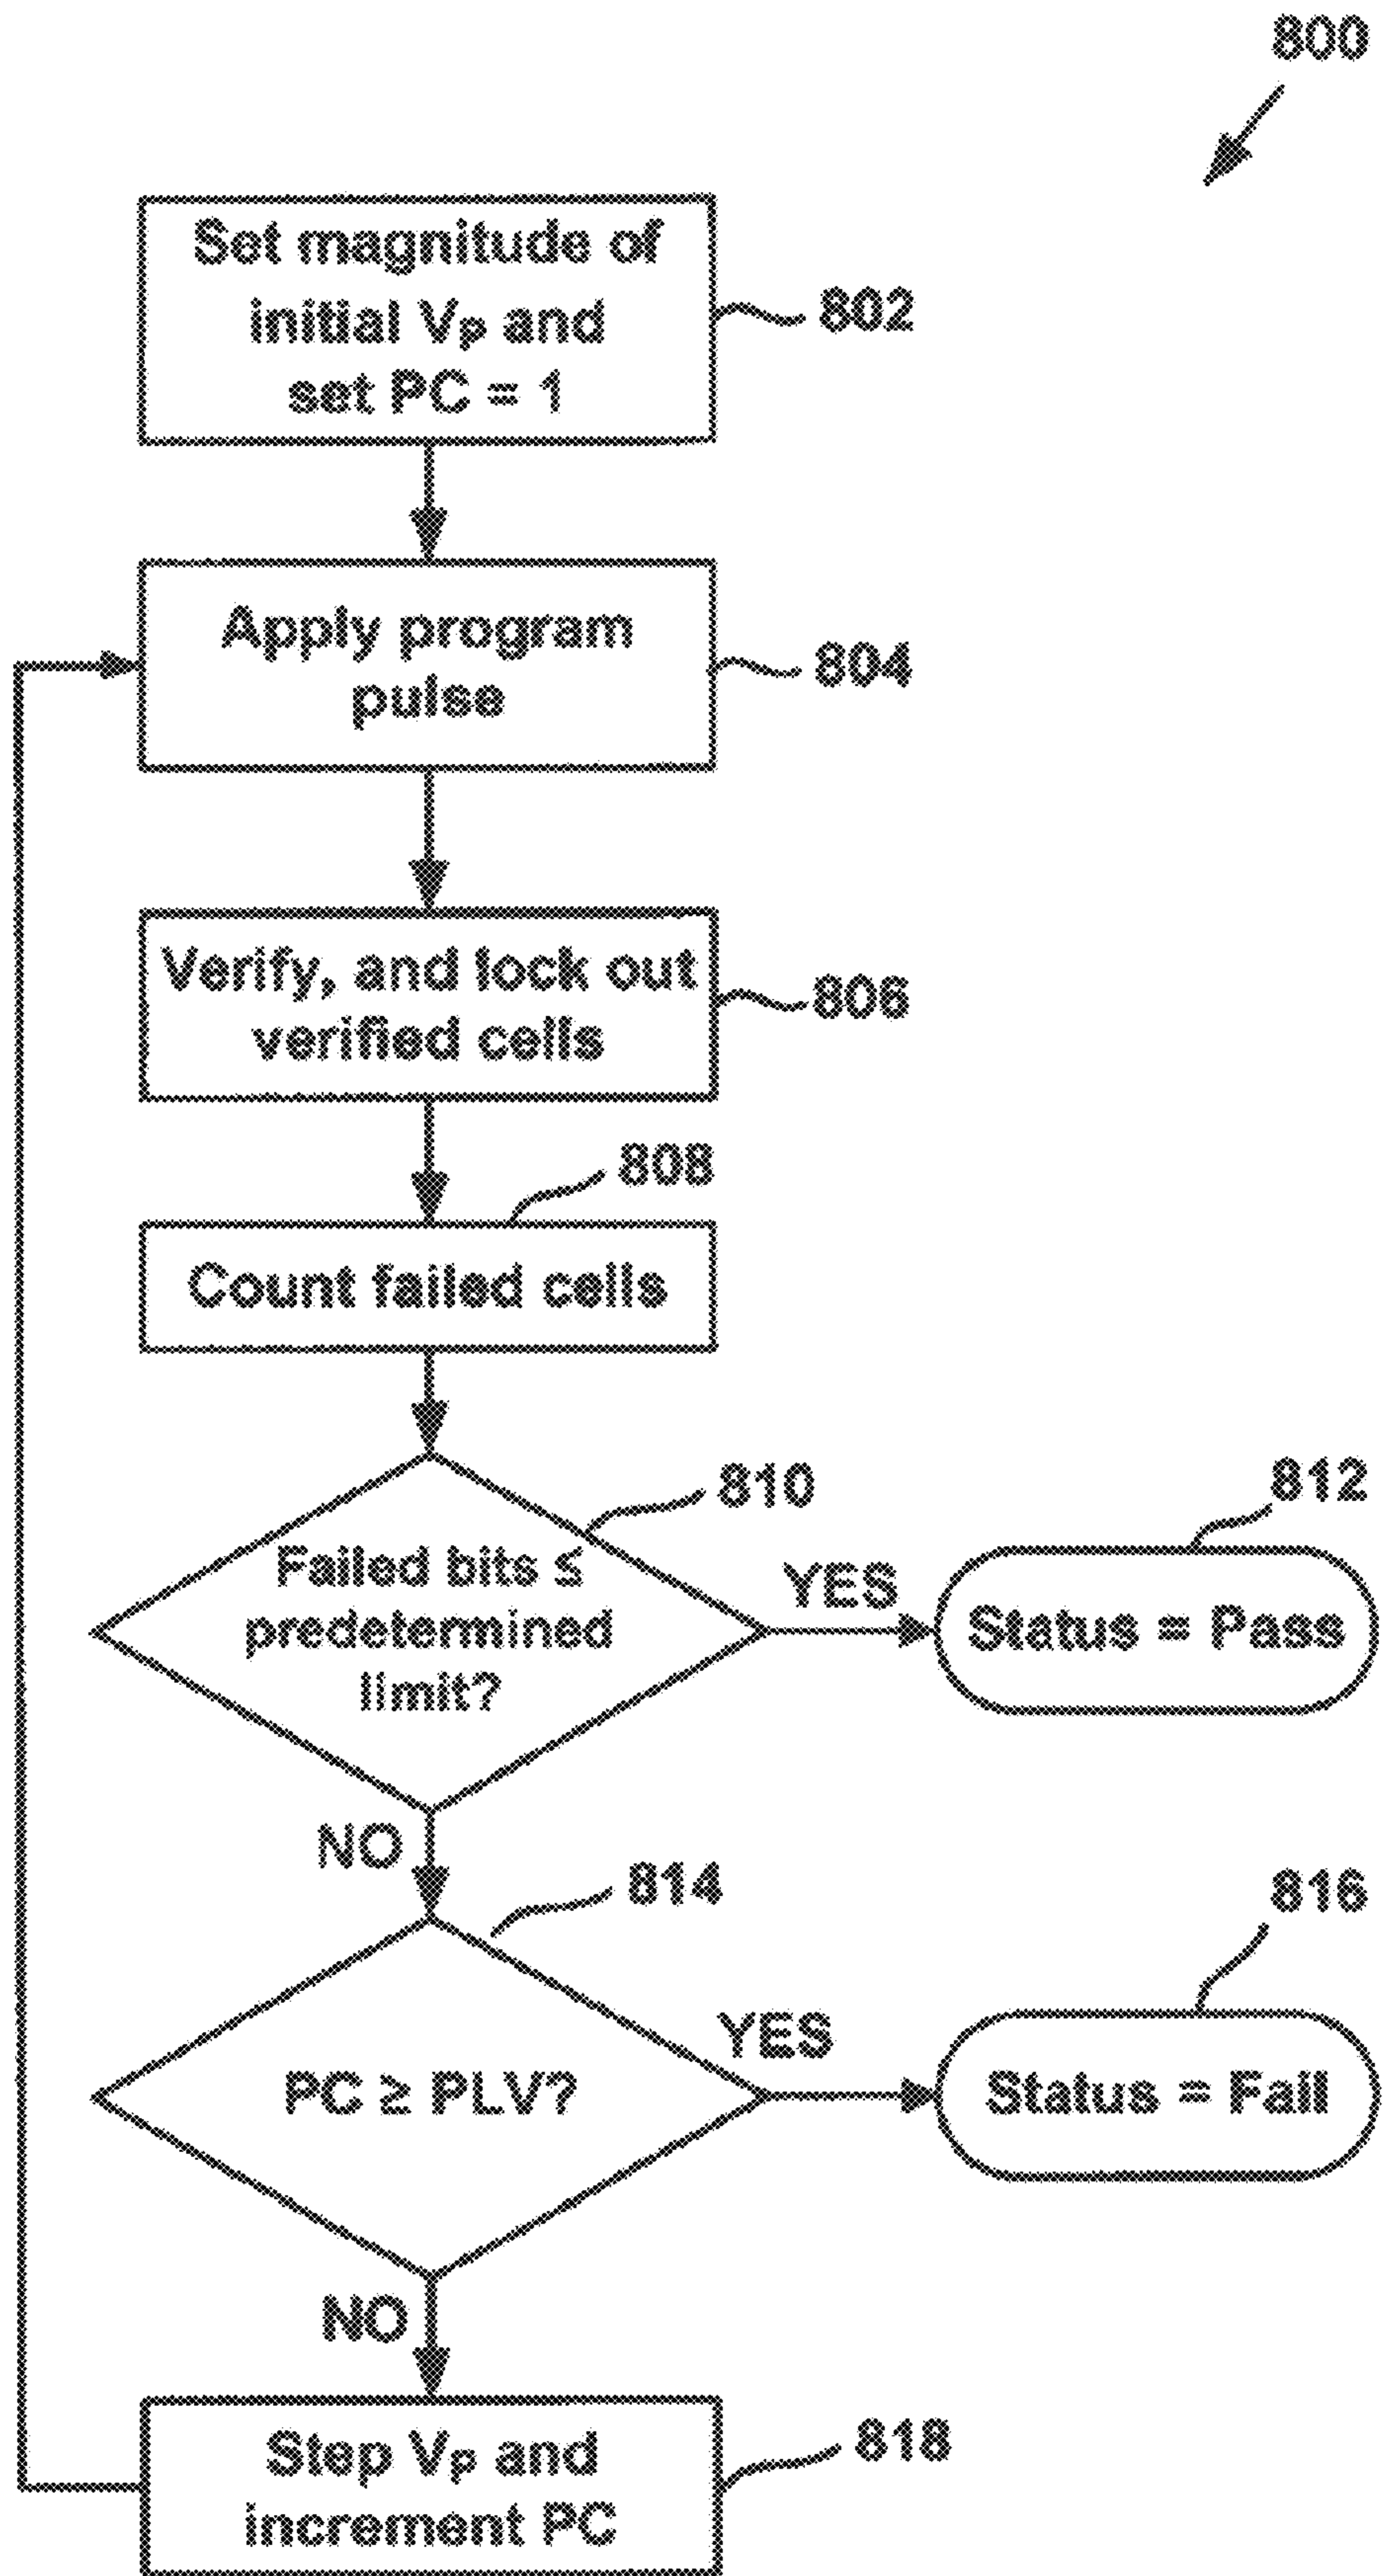 800
Set magnitude of
initial Vp and
set PC = 1
802
Apply program
pulse
804
Verify, and lock out
verified cells
806
808
Count failed cells
810
Failed bits ≤
predetermined
limit?
YES
812
Status = Pass
NO
814
PC ≥ PLV?
YES
816
Status = Fail
NO
Step Vp and
increment PC
818